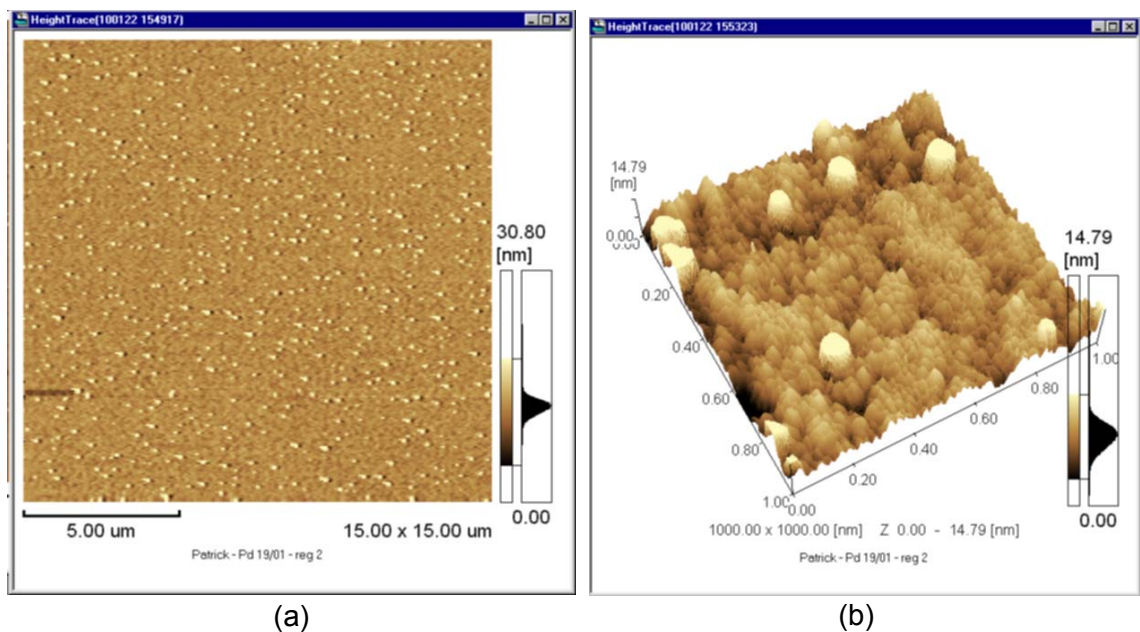 HeightTrace(100122 154917)
30.80
[nm]
0.00
5.00 um
15.00 x 15.00 um
Patrick - Pd 19/01 - reg 2
(a)
HeightTrace(100122 155323)
14.79
[nm]
0.00
0.00
0.20
0.40
0.60
0.80
1.00
0.00
0.20
0.40
0.60
0.80
1.00
14.79
[nm]
0.00
1000.00 x 1000.00 [nm] Z 0.00 - 14.79 [nm]
Patrick - Pd 19/01 - reg 2
(b)